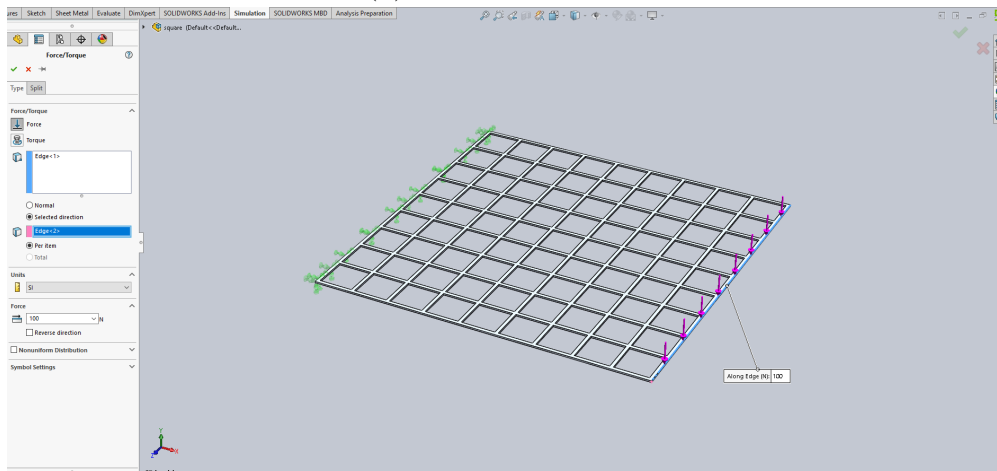 ures Sketch Sheet Metal Evaluate DimXpert SOLIDWORKS Add-Ins Simulation SOLIDWORKS MBD Analysis Preparation
square (Default<<Default...
Force/Torque
Type Split
Force/Torque
Force
Torque
Edge<1>
Normal
Selected direction
Edge<2>
Per item
Total
Units
SI
Force
100 N
Reverse direction
Nonuniform Distribution
Symbol Settings
Along Edge (N): 100
Y
X
Z